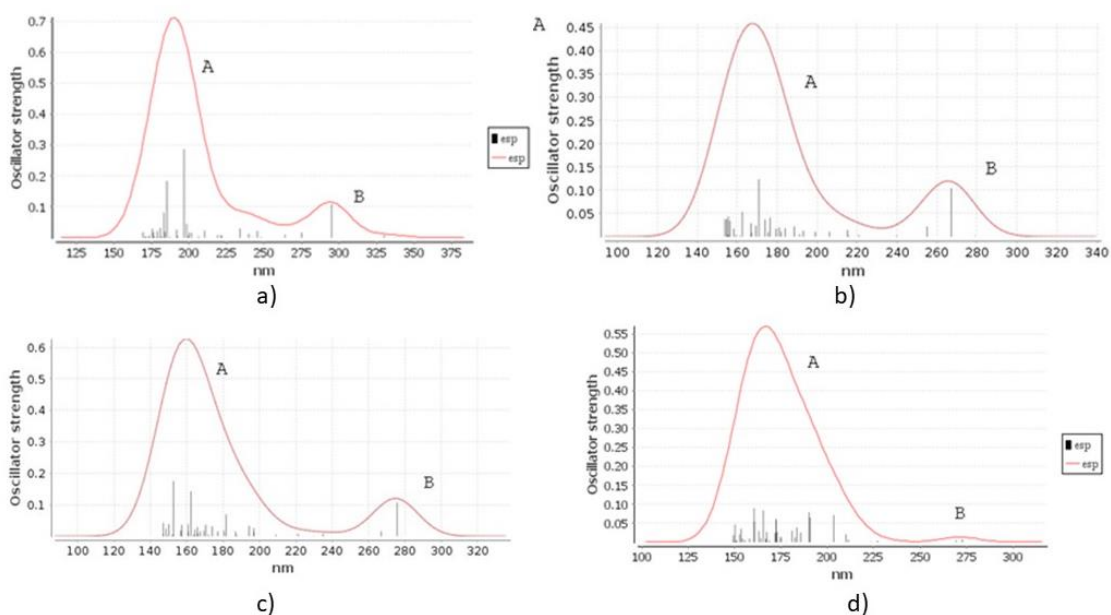 0.7
0.6
0.5
0.4
0.3
0.2
0.1
Oscillator strength
A
B
125 150 175 200 225 250 275 300 325 350 375
nm
esp
esp
a)
A
0.45
0.40
0.35
0.30
0.25
0.20
0.15
0.10
0.05
Oscillator strength
A
B
100 120 140 160 180 200 220 240 260 280 300 320 340
nm
b)
0.6
0.5
0.4
0.3
0.2
0.1
Oscillator strength
A
B
100 120 140 160 180 200 220 240 260 280 300 320
nm
c)
0.55
0.50
0.45
0.40
0.35
0.30
0.25
0.20
0.15
0.10
0.05
Oscillator strength
A
B
100 125 150 175 200 225 250 275 300
nm
esp
esp
d)